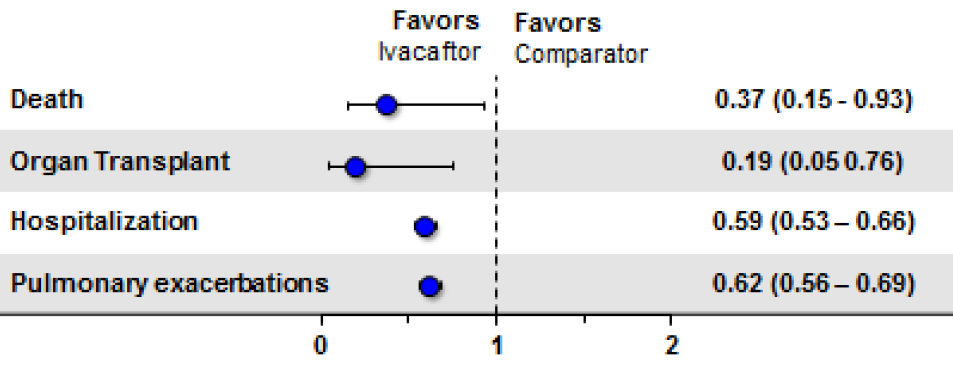 Favors Favors
Ivacaftor Comparator
Death 0.37 (0.15 - 0.93)
Organ Transplant 0.19 (0.05 0.76)
Hospitalization 0.59 (0.53 – 0.66)
Pulmonary exacerbations 0.62 (0.56 – 0.69)
0 1 2